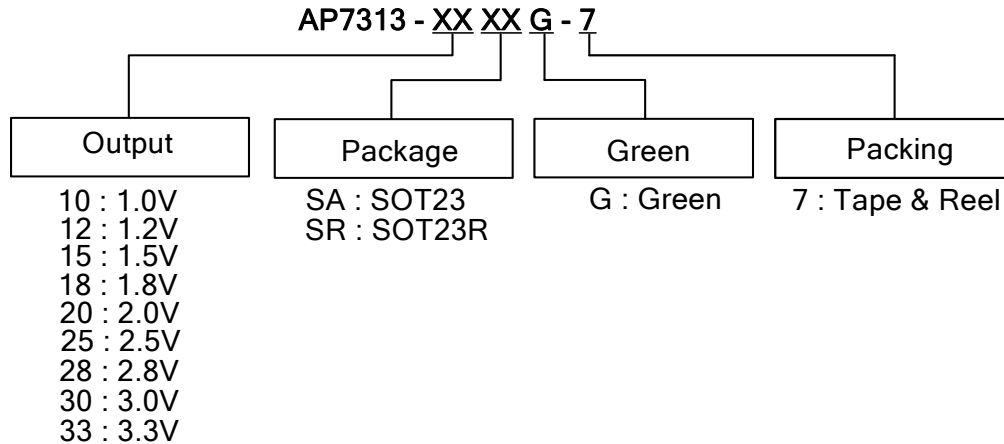 AP7313 - XX XX G - 7
Output
10 : 1.0V
12 : 1.2V
15 : 1.5V
18 : 1.8V
20 : 2.0V
25 : 2.5V
28 : 2.8V
30 : 3.0V
33 : 3.3V
Package
SA : SOT23
SR : SOT23R
Green
G : Green
Packing
7 : Tape & Reel